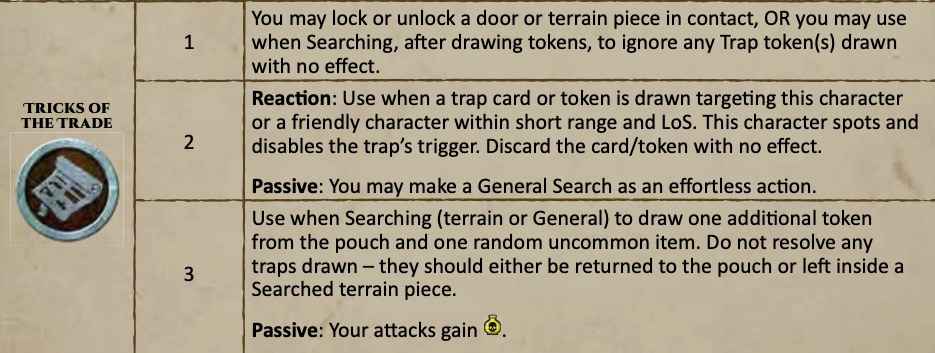 TRICKS OF
THE TRADE
1
You may lock or unlock a door or terrain piece in contact, OR you may use
when Searching, after drawing tokens, to ignore any Trap token(s) drawn
with no effect.
2
Reaction: Use when a trap card or token is drawn targeting this character
or a friendly character within short range and LoS. This character spots and
disables the trap's trigger. Discard the card/token with no effect.
Passive: You may make a General Search as an effortless action.
3
Use when Searching (terrain or General) to draw one additional token
from the pouch and one random uncommon item. Do not resolve any
traps drawn – they should either be returned to the pouch or left inside a
Searched terrain piece.
Passive: Your attacks gain .